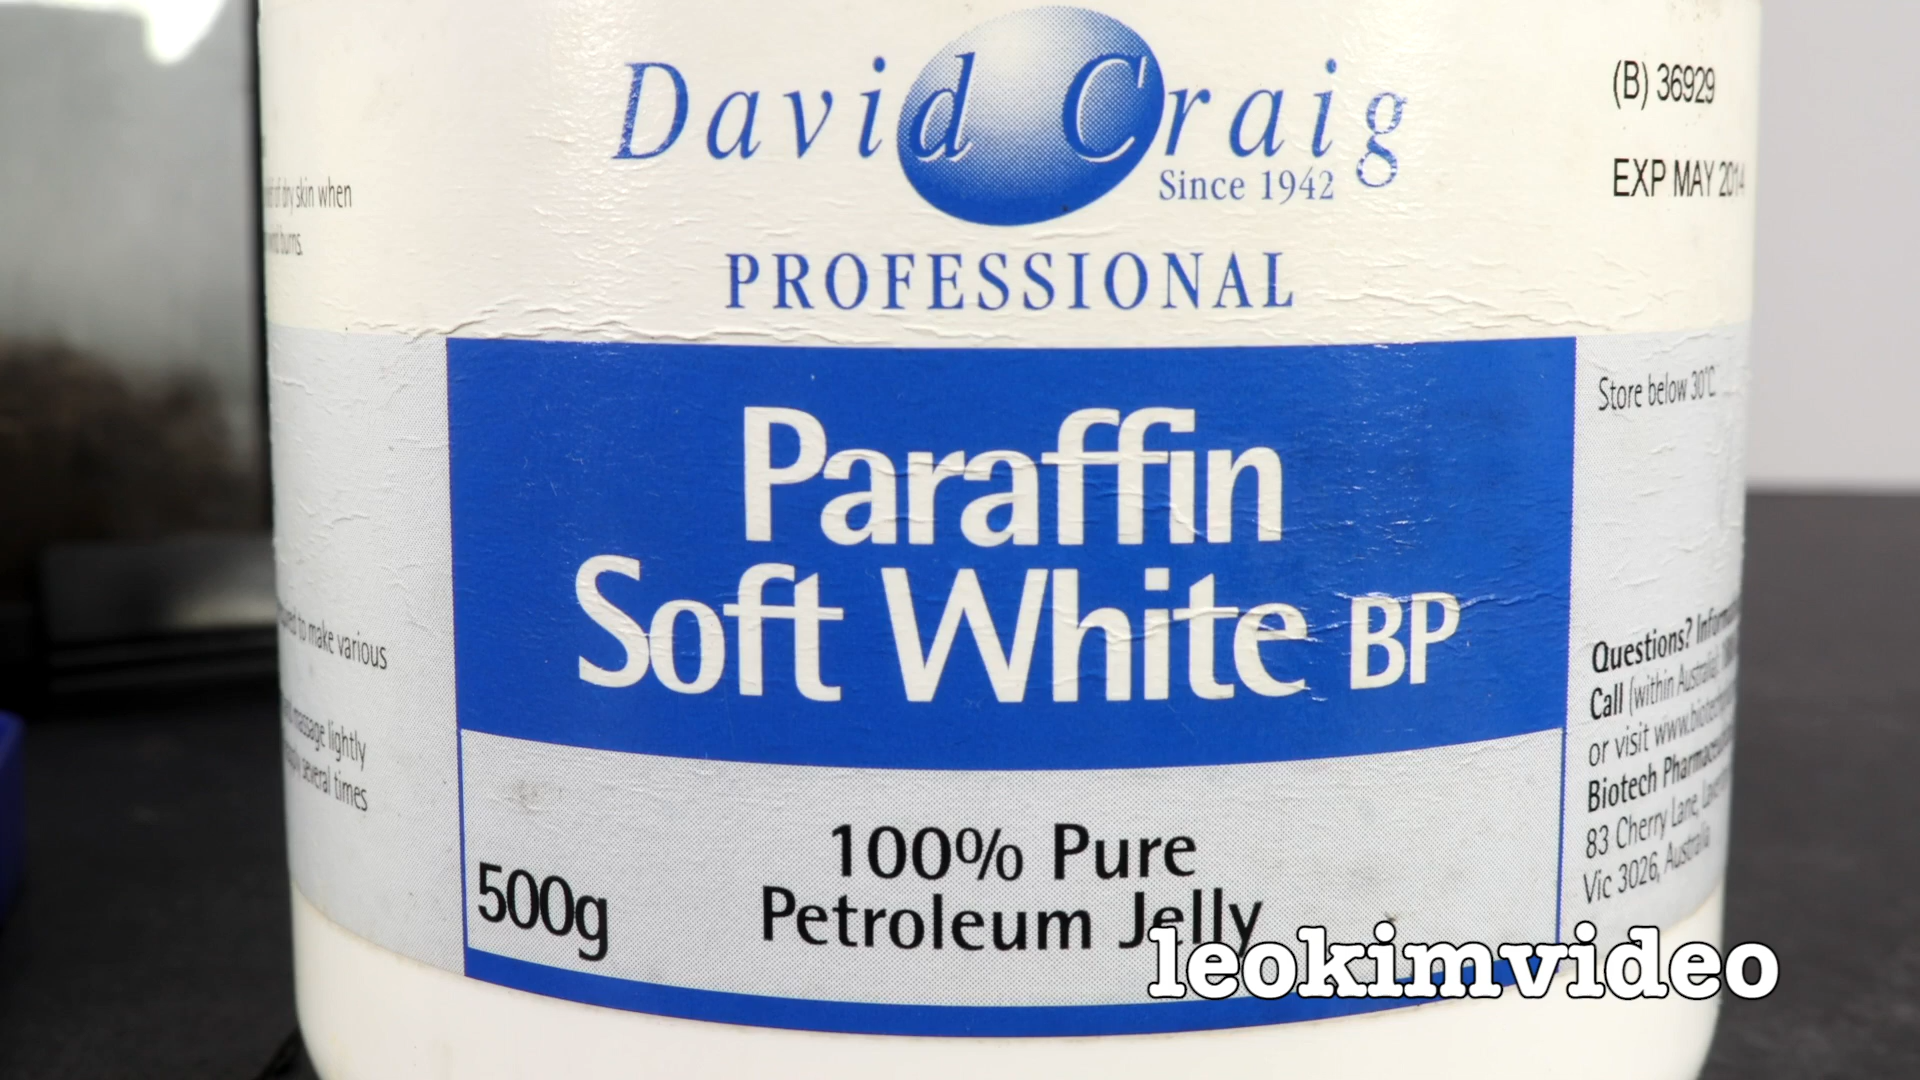 David Craig
Since 1942
PROFESSIONAL
(B) 36929
EXP MAY 2014
of dry skin when
burns.
Paraffin
Soft White BP
Store below 30°C
to make various
massage lightly
several times
100% Pure
Petroleum Jelly
500g
Questions?
Call (within Australia)
or visit
Biotech
83 Cherry Lane,
Vic 3026, Australia
leokimvideo